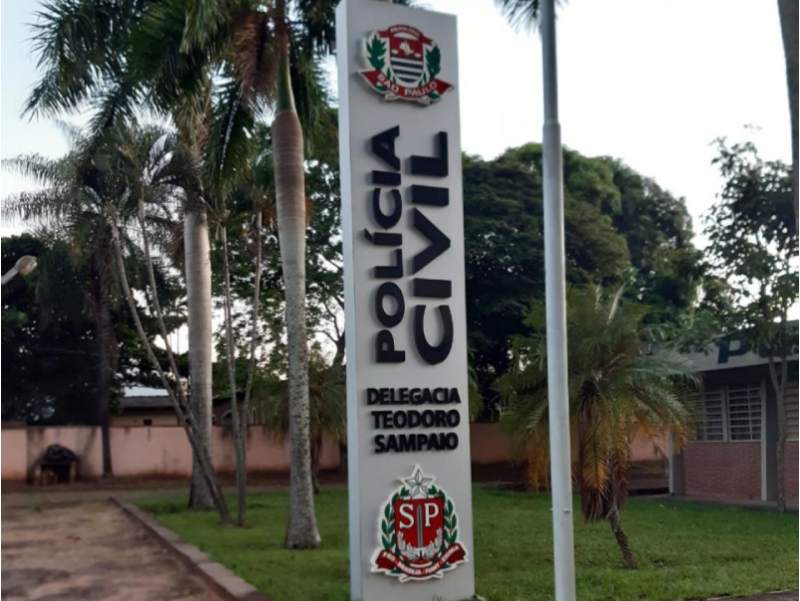 SÃO PAULO
POLÍCIA
CIVIL
DELEGACIA
TEODORO
SAMPAIO
SP